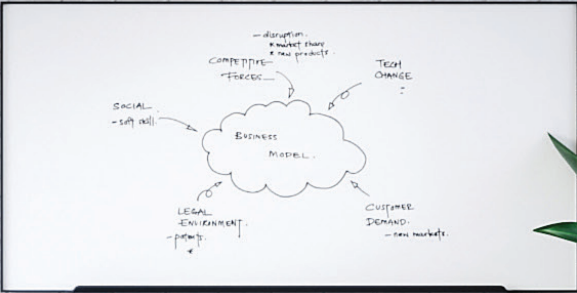 - disruption.
* market share
* new products.
COMPETITIVE
FORCES
TECH
CHANGE
SOCIAL.
- soft skill.
BUSINESS
MODEL.
LEGAL
ENVIRONMENT.
- patents.
CUSTOMER
DEMAND.
- new markets.